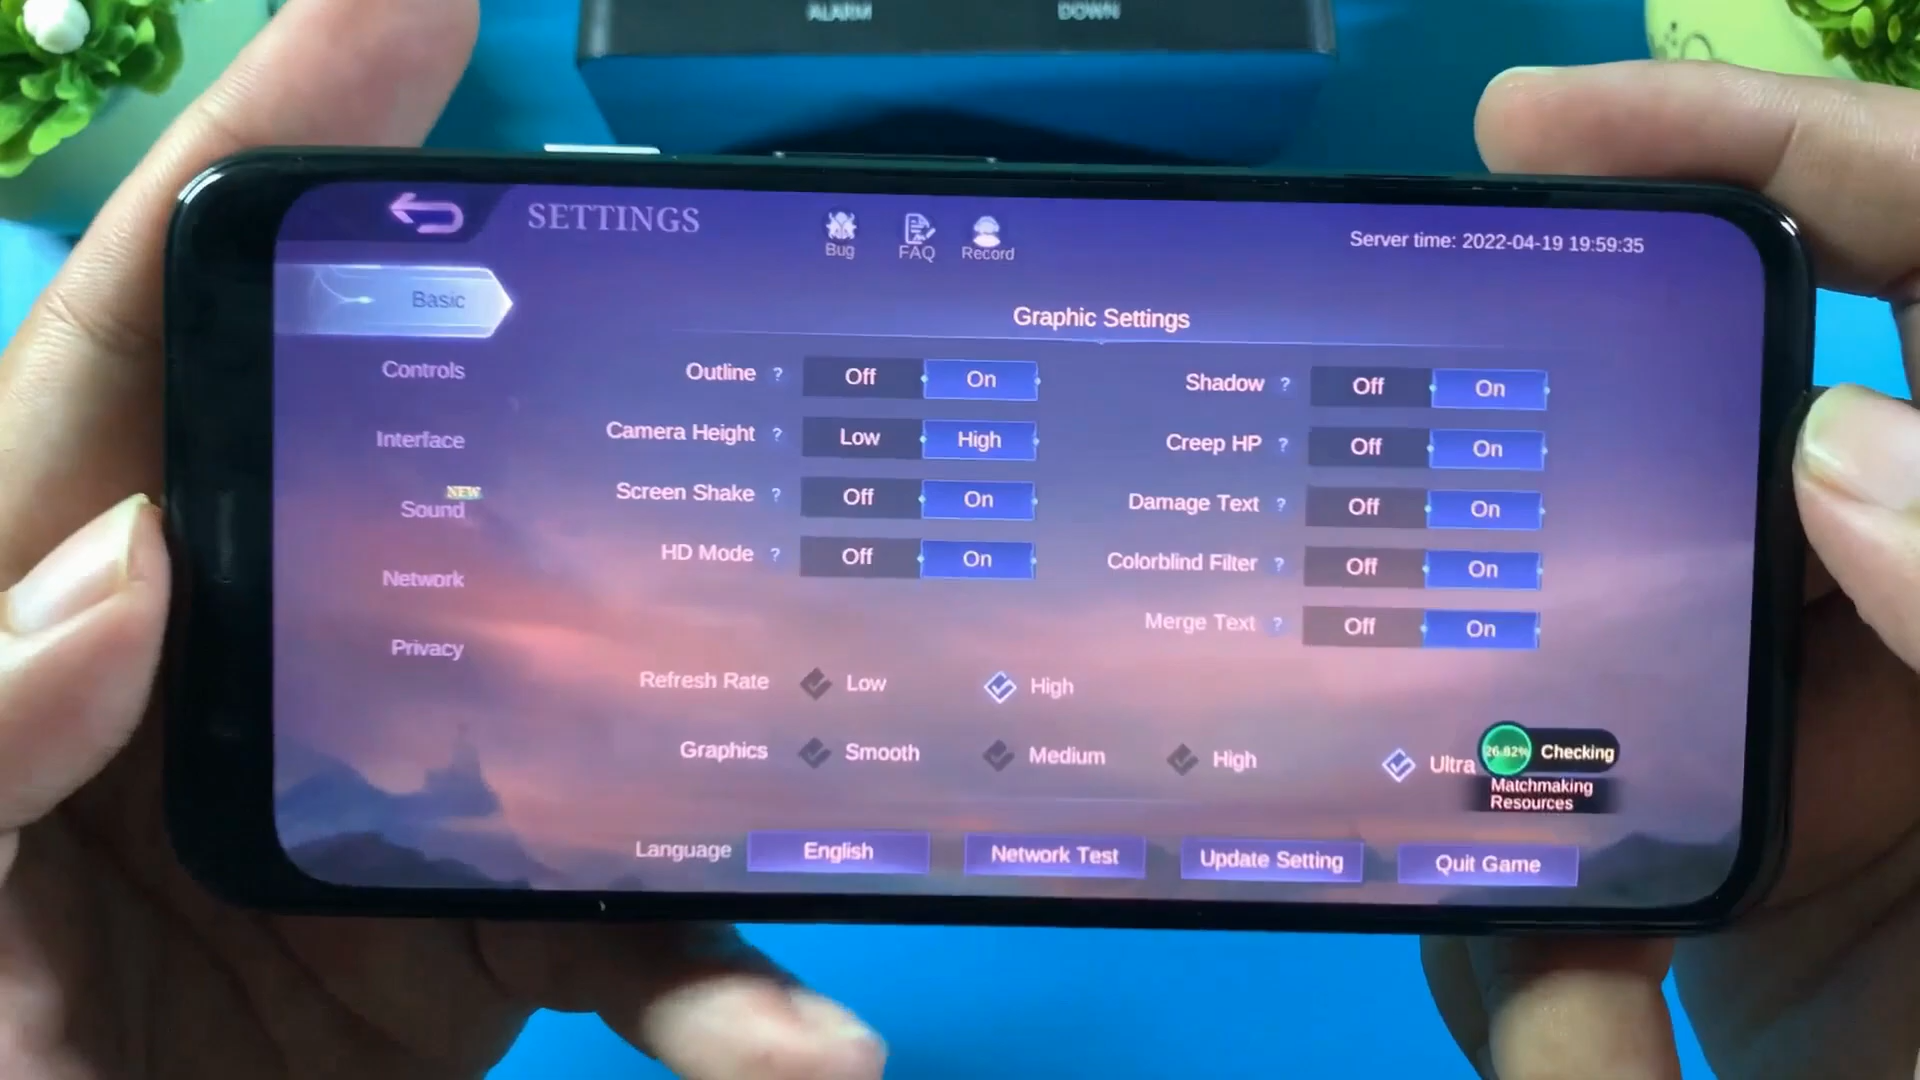 ALARM DOWN
SETTINGS
Bug FAQ Record
Server time: 2022-04-19 19:59:35
Basic
Controls
Interface
NEW
Sound
Network
Privacy
Graphic Settings
Outline ? Off On
Camera Height ? Low High
Screen Shake ? Off On
HD Mode ? Off On
Shadow ? Off On
Creep HP ? Off On
Damage Text ? Off On
Colorblind Filter ? Off On
Merge Text ? Off On
Refresh Rate Low High
Graphics Smooth Medium High Ultra
26.82% Checking
Matchmaking
Resources
Language English Network Test Update Setting Quit Game